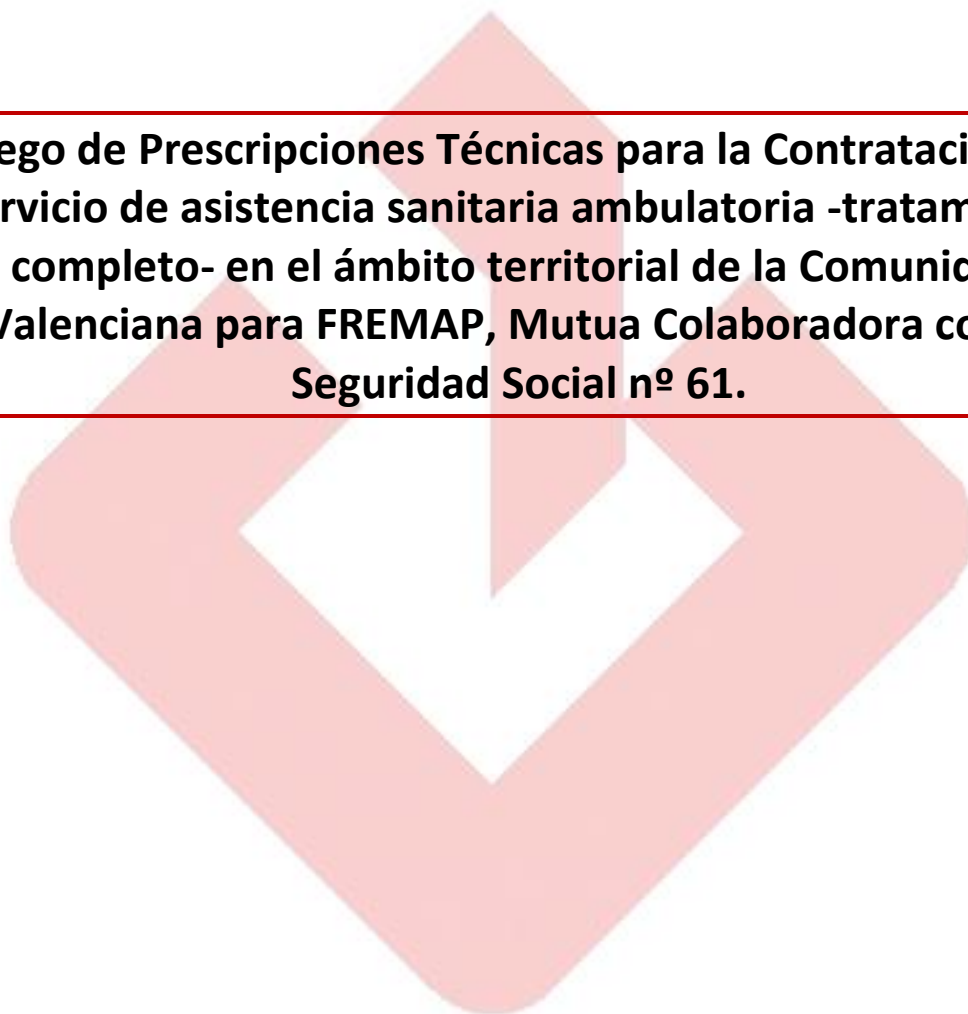 ego de Prescripciones Técnicas para la Contrataci
rvicio de asistencia sanitaria ambulatoria -tratam
completo- en el ámbito territorial de la Comunid
Valenciana para FREMAP, Mutua Colaboradora co
Seguridad Social nº 61.